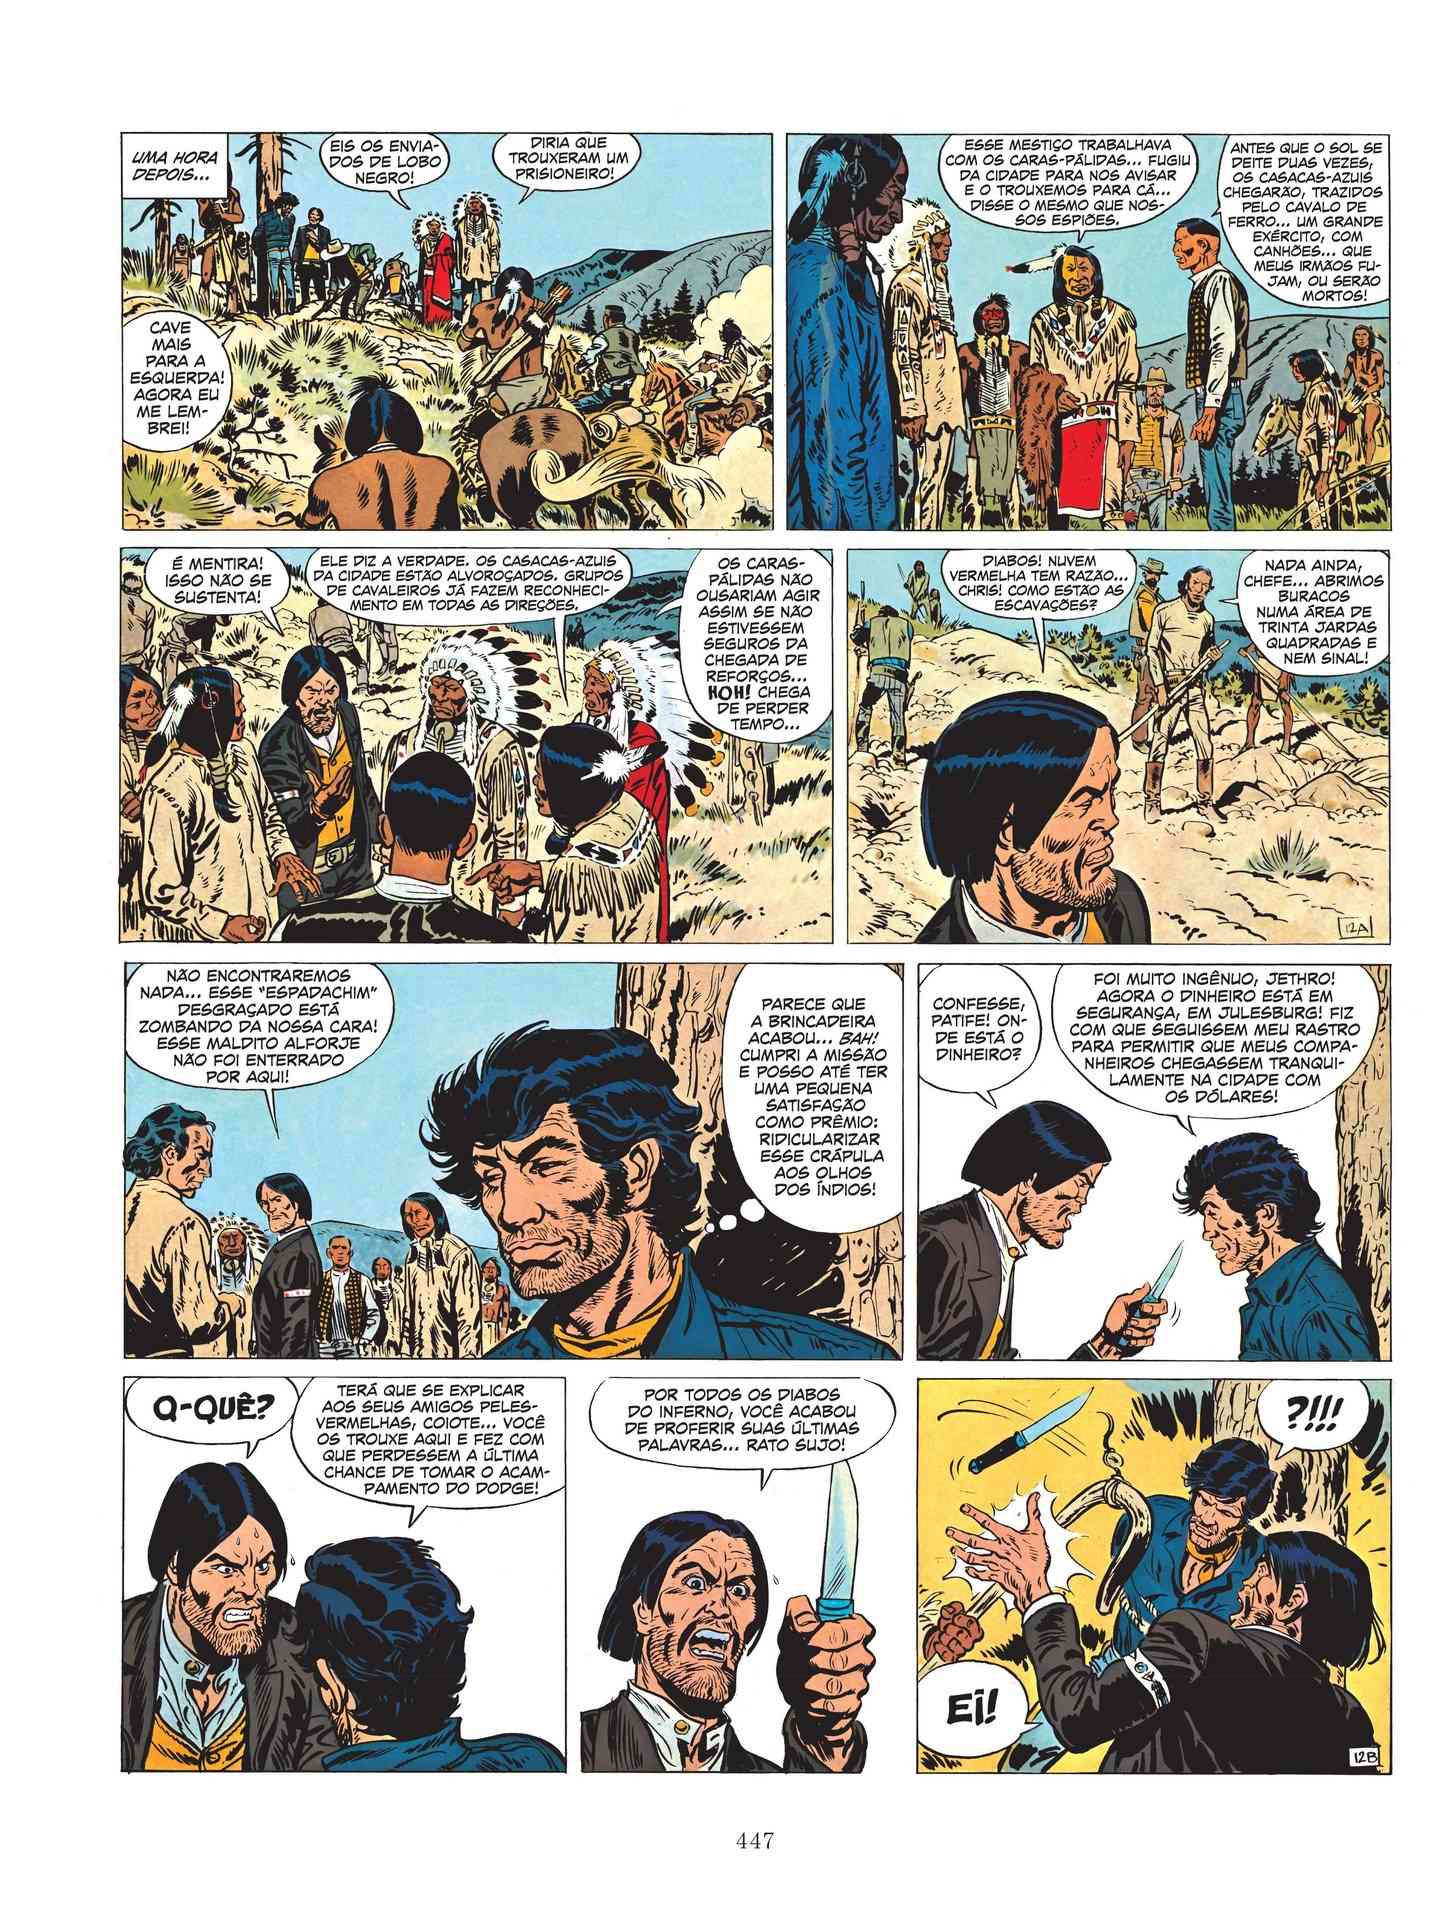 UMA HORA
DEPOIS...
EIS OS ENVIA-
DOS DE LOBO
NEGRO!
DIRIA QUE
TROUXERAM UM
PRISIONEIRO!
CAVE
MAIS
PARA A
ESQUERDA!
AGORA EU
ME LEM-
BREI!
ESSE MESTIÇO TRABALHAVA
COM OS CARAS-PÁLIDAS... FUGIU
DA CIDADE PARA NOS AVISAR
E O TROUXEMOS PARA CÁ...
DISSE O MESMO QUE NOS-
SOS ESPIÕES.
ANTES QUE O SOL SE
DEITE DUAS VEZES,
OS CASACAS-AZUIS
CHEGARÃO, TRAZIDOS
PELO CAVALO DE
FERRO... UM GRANDE
EXÉRCITO, COM
CANHÕES... QUE
MEUS IRMÃOS FU-
JAM, OU SERÃO
MORTOS!
É MENTIRA!
ISSO NÃO SE
SUSTENTA!
ELE DIZ A VERDADE. OS CASACAS-AZUIS
DA CIDADE ESTÃO ALVOROÇADOS. GRUPOS
DE CAVALEIROS JÁ FAZEM RECONHECI-
MENTO EM TODAS AS DIREÇÕES.
OS CARAS-
PÁLIDAS NÃO
OUSARIAM AGIR
ASSIM SE NÃO
ESTIVESSEM
SEGUROS DA
CHEGADA DE
REFORÇOS...
HOH! CHEGA
DE PERDER
TEMPO...
DIABOS! NUVEM
VERMELHA TEM RAZÃO...
CHRIS! COMO ESTÃO AS
ESCAVAÇÕES?
NADA AINDA,
CHEFE... ABRIMOS
BURACOS
NUMA ÁREA DE
TRINTA JARDAS
QUADRADAS E
NEM SINAL!
12A
NÃO ENCONTRAREMOS
NADA... ESSE "ESPADACHIM"
DESGRAÇADO ESTÁ
ZOMBANDO DA NOSSA CARA!
ESSE MALDITO ALFORJE
NÃO FOI ENTERRADO
POR AQUI!
PARECE QUE
A BRINCADEIRA
ACABOU... BAH!
CUMPRI A MISSÃO
E POSSO ATÉ TER
UMA PEQUENA
SATISFAÇÃO
COMO PRÊMIO:
RIDICULARIZAR
ESSE CRÁPULA
AOS OLHOS
DOS ÍNDIOS!
CONFESSE,
PATIFE! ON-
DE ESTÁ O
DINHEIRO?
FOI MUITO INGÊNUO, JETHRO!
AGORA O DINHEIRO ESTÁ EM
SEGURANÇA, EM JULESBURG! FIZ
COM QUE SEGUISSEM MEU RASTRO
PARA PERMITIR QUE MEUS COMPA-
NHEIROS CHEGASSEM TRANQUI-
LAMENTE NA CIDADE COM
OS DÓLARES!
Q-QUÊ?
TERÁ QUE SE EXPLICAR
AOS SEUS AMIGOS PELES-
VERMELHAS, COIOTE... VOCÊ
OS TROUXE AQUI E FEZ COM
QUE PERDESSEM A ÚLTIMA
CHANCE DE TOMAR O ACAM-
PAMENTO DO DODGE!
POR TODOS OS DIABOS
DO INFERNO, VOCÊ ACABOU
DE PROFERIR SUAS ÚLTIMAS
PALAVRAS... RATO SUJO!
?!!!
EI!
12B
447